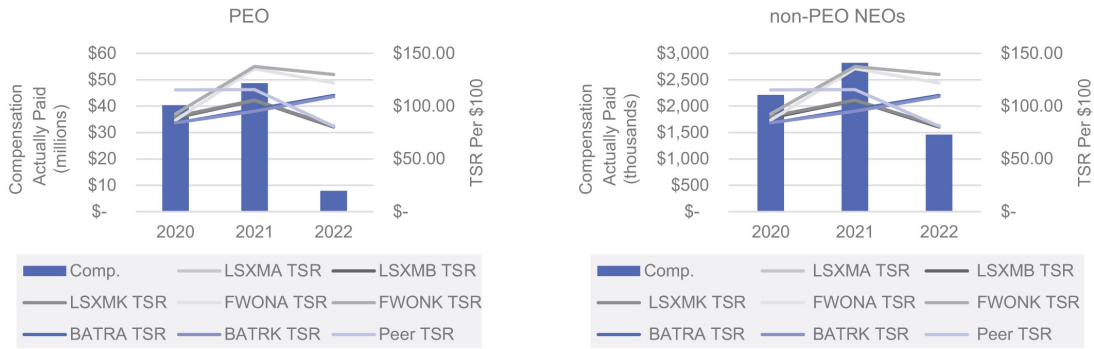 PEO
Compensation
Actually Paid
(millions)
$60
$50
$40
$30
$20
$10
$-
$150.00
$100.00
$50.00
$-
TSR Per $100
2020 2021 2022
Comp. LSXMA TSR LSXMB TSR
LSXMK TSR FWONA TSR FWONK TSR
BATRA TSR BATRK TSR Peer TSR
non-PEO NEOs
Compensation
Actually Paid
(thousands)
$3,000
$2,500
$2,000
$1,500
$1,000
$500
$-
$150.00
$100.00
$50.00
$-
TSR Per $100
2020 2021 2022
Comp. LSXMA TSR LSXMB TSR
LSXMK TSR FWONA TSR FWONK TSR
BATRA TSR BATRK TSR Peer TSR